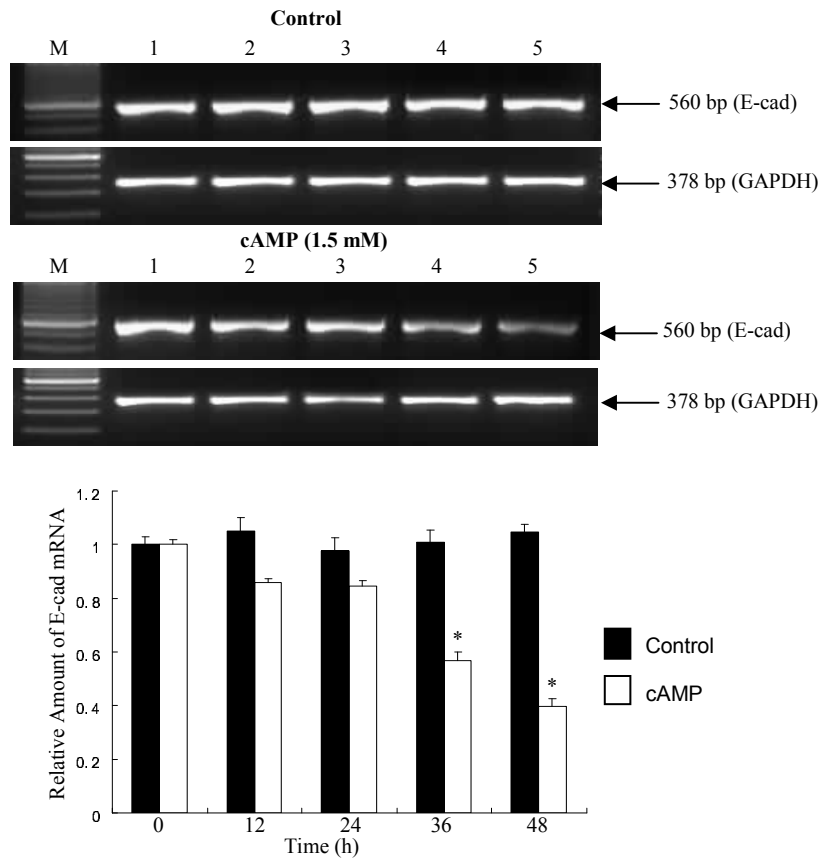 Control
M 1 2 3 4 5
560 bp (E-cad)
378 bp (GAPDH)
cAMP (1.5 mM)
M 1 2 3 4 5
560 bp (E-cad)
378 bp (GAPDH)
Relative Amount of E-cad mRNA
1.2
1
0.8
0.6
0.4
0.2
0
* *
0 12 24 36 48
Time (h)
Control
cAMP